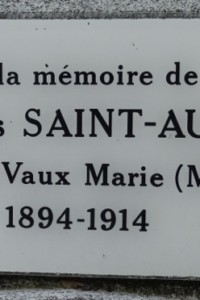 la mémoire de
SAINT-AU
Vaux Marie (M
1894-1914